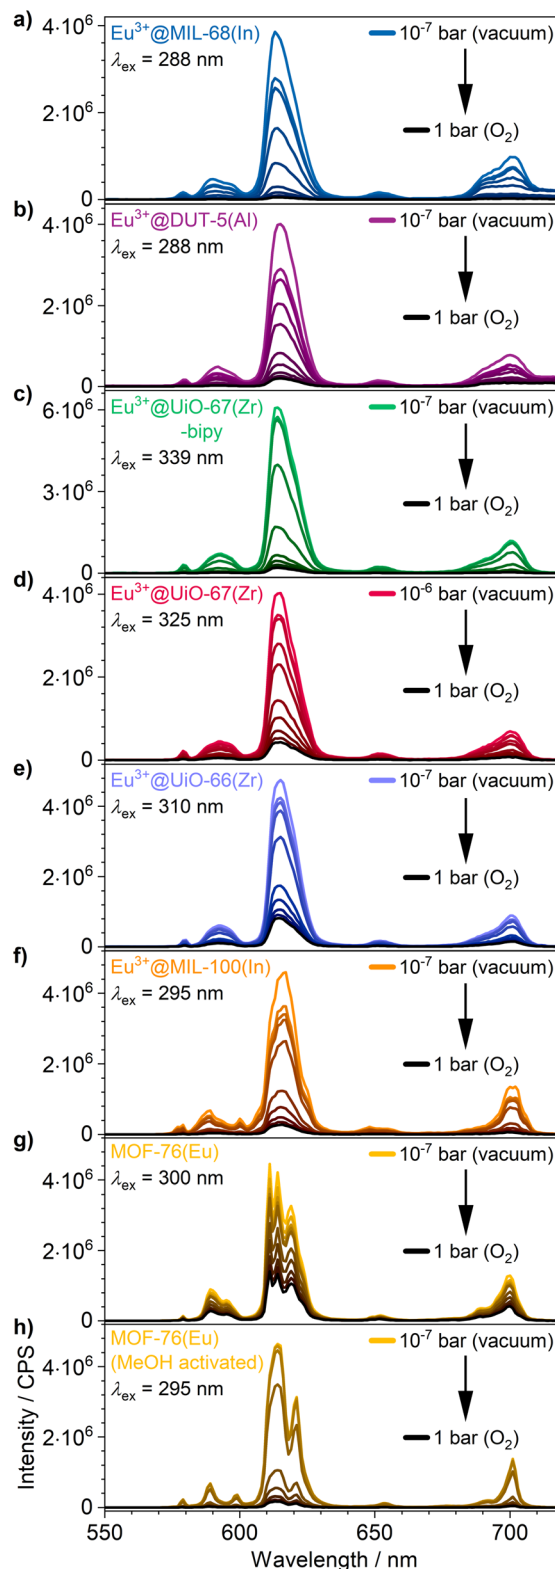 a)
4·10⁶
Eu³⁺@MIL-68(In)
10⁻⁷ bar (vacuum)
λex = 288 nm
2·10⁶
1 bar (O₂)
0
b)
4·10⁶
Eu³⁺@DUT-5(Al)
10⁻⁷ bar (vacuum)
λex = 288 nm
2·10⁶
1 bar (O₂)
0
c)
6·10⁶
Eu³⁺@UiO-67(Zr)
10⁻⁷ bar (vacuum)
-bipy
λex = 339 nm
3·10⁶
1 bar (O₂)
0
d)
4·10⁶
Eu³⁺@UiO-67(Zr)
10⁻⁶ bar (vacuum)
λex = 325 nm
2·10⁶
1 bar (O₂)
0
e)
Eu³⁺@UiO-66(Zr)
10⁻⁷ bar (vacuum)
4·10⁶
λex = 310 nm
2·10⁶
1 bar (O₂)
0
f)
Eu³⁺@MIL-100(In)
10⁻⁷ bar (vacuum)
4·10⁶
λex = 295 nm
2·10⁶
1 bar (O₂)
0
g)
MOF-76(Eu)
10⁻⁷ bar (vacuum)
4·10⁶
λex = 300 nm
2·10⁶
1 bar (O₂)
0
h)
MOF-76(Eu)
10⁻⁷ bar (vacuum)
4·10⁶
(MeOH activated)
λex = 295 nm
2·10⁶
1 bar (O₂)
0
Intensity / CPS
550 600 650 700
Wavelength / nm